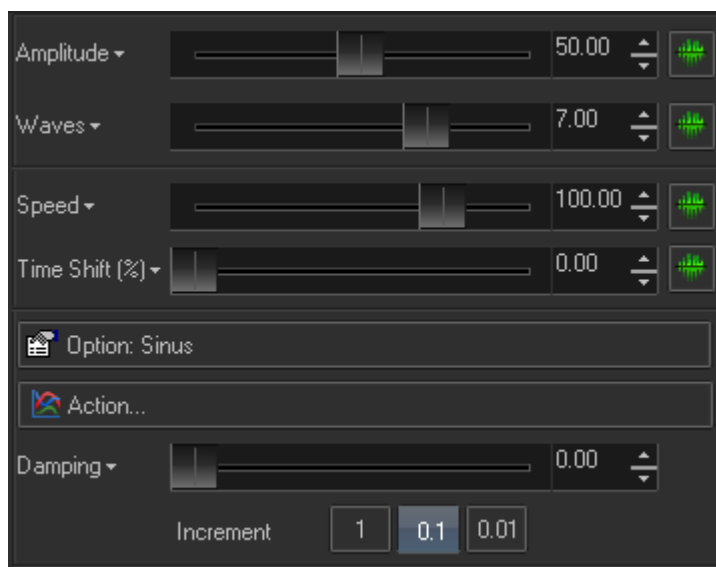 Amplitude 50.00
Waves 7.00
Speed 100.00
Time Shift (%) 0.00
Option: Sinus
Action...
Damping 0.00
Increment 1 0.1 0.01